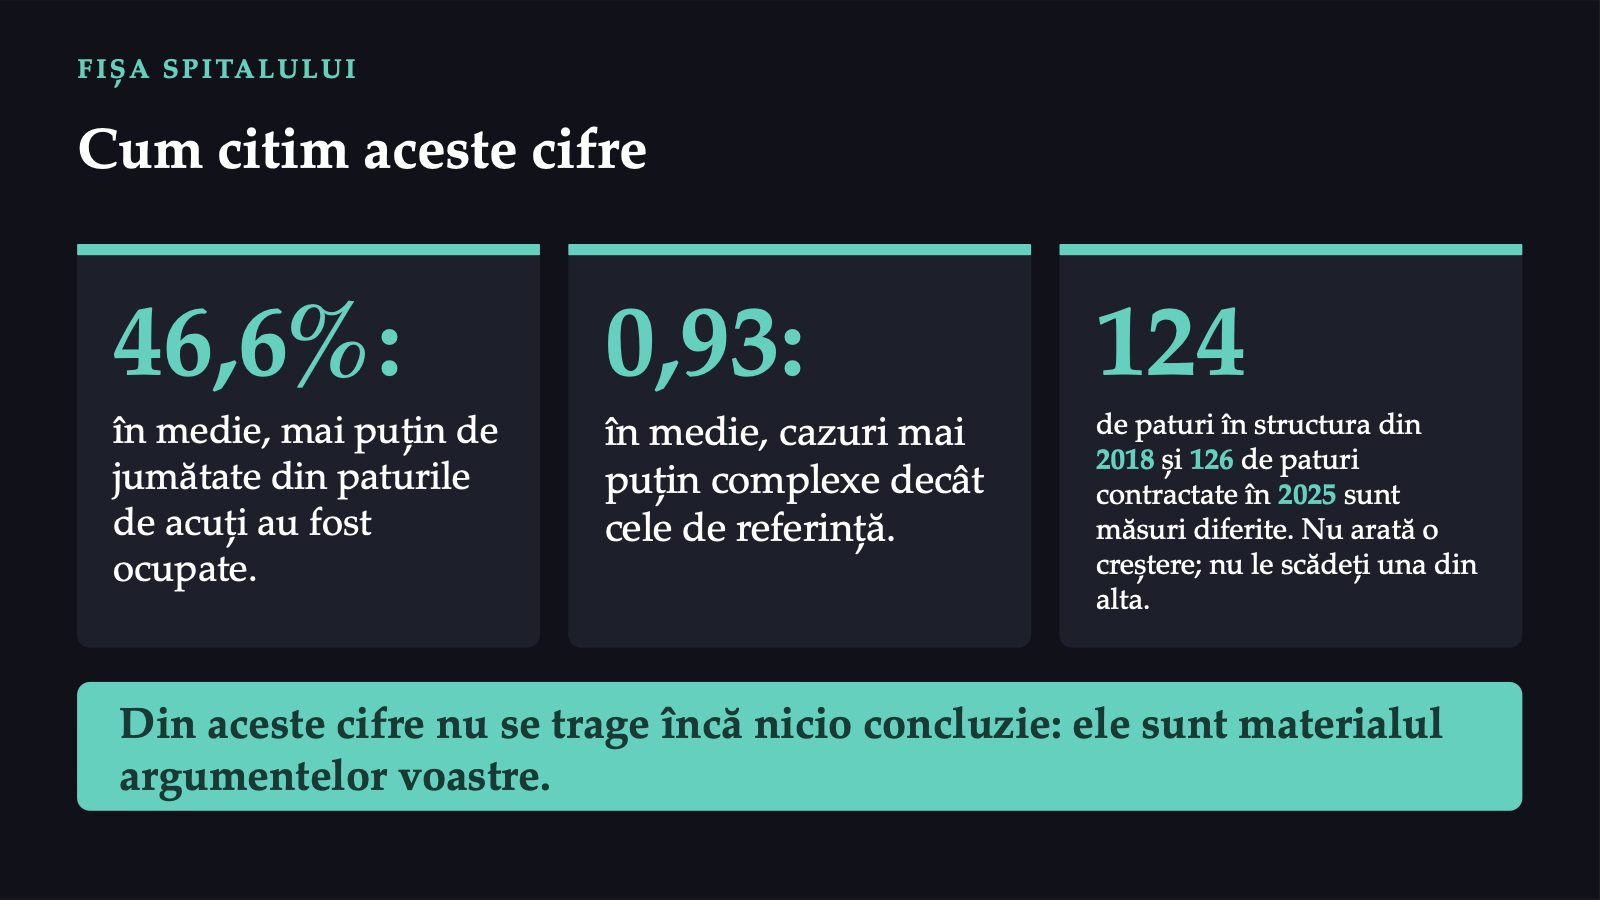 FIȘA SPITALULUI
Cum citim aceste cifre
46,6%:
în medie, mai puțin de
jumătate din paturile
de acuți au fost
ocupate.
0,93:
în medie, cazuri mai
puțin complexe decât
cele de referință.
124
de paturi în structura din
2018 și 126 de paturi
contractate în 2025 sunt
măsuri diferite. Nu arată o
creștere; nu le scădeți una din
alta.
Din aceste cifre nu se trage încă nicio concluzie: ele sunt materialul
argumentelor voastre.